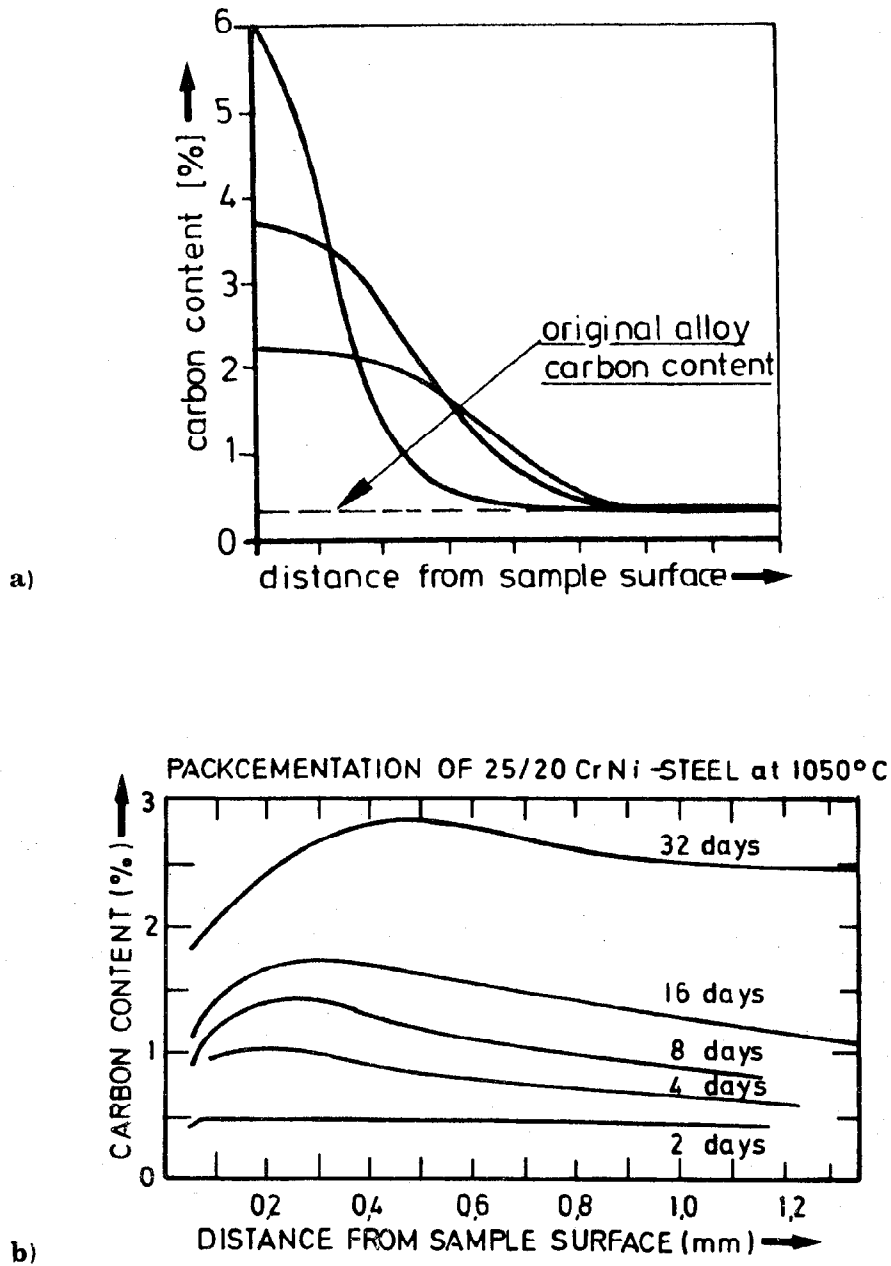 6
5
4
3
2
1
0
carbon content [%]
original alloy
carbon content
distance from sample surface
a)
PACKCEMENTATION OF 25/20 CrNi-STEEL at 1050°C
3
2
1
0
CARBON CONTENT (%)
32 days
16 days
8 days
4 days
2 days
0,2 0,4 0,6 0,8 1,0 1,2
DISTANCE FROM SAMPLE SURFACE (mm)
b)